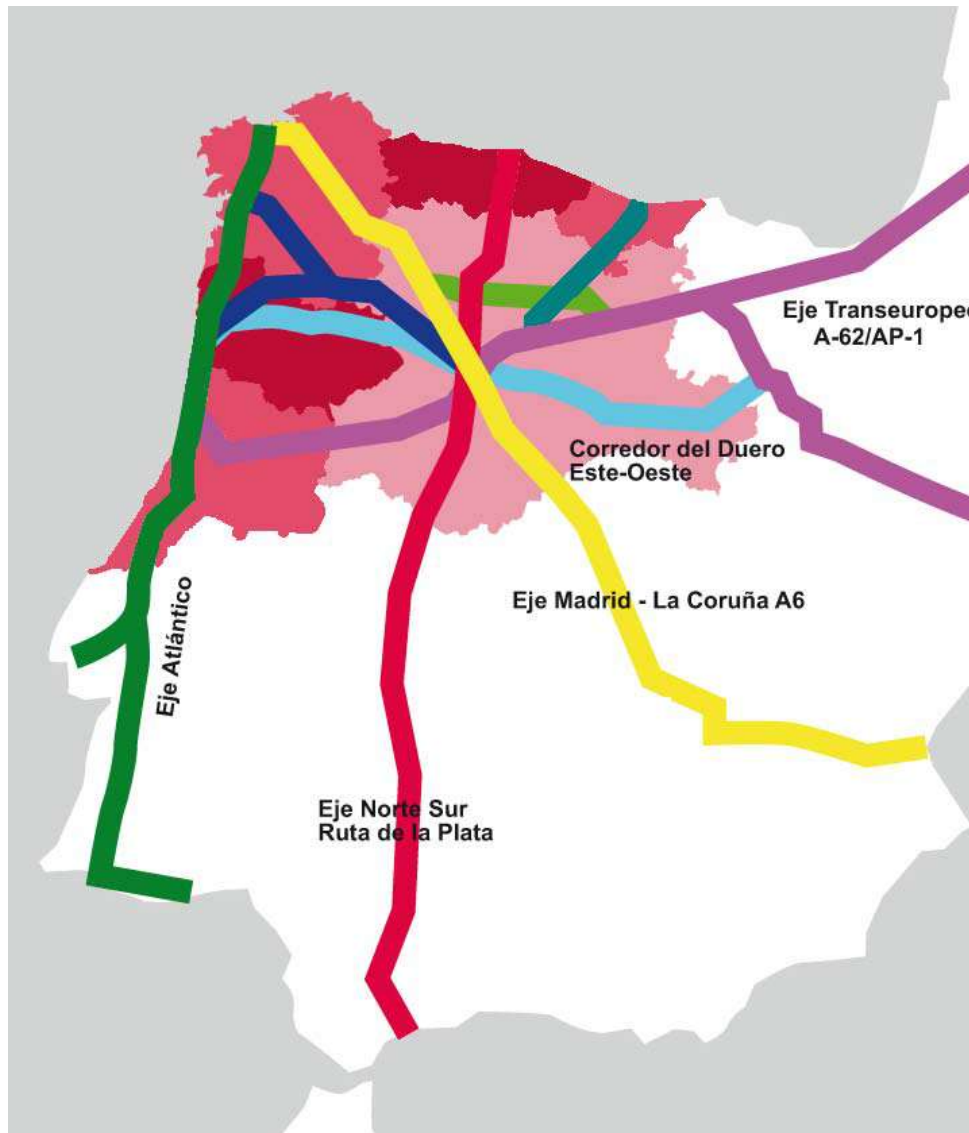 Eje Transeuropeo
A-62/AP-1
Corredor del Duero
Este-Oeste
Eje Madrid - La Coruña A6
Eje Atlántico
Eje Norte Sur
Ruta de la Plata